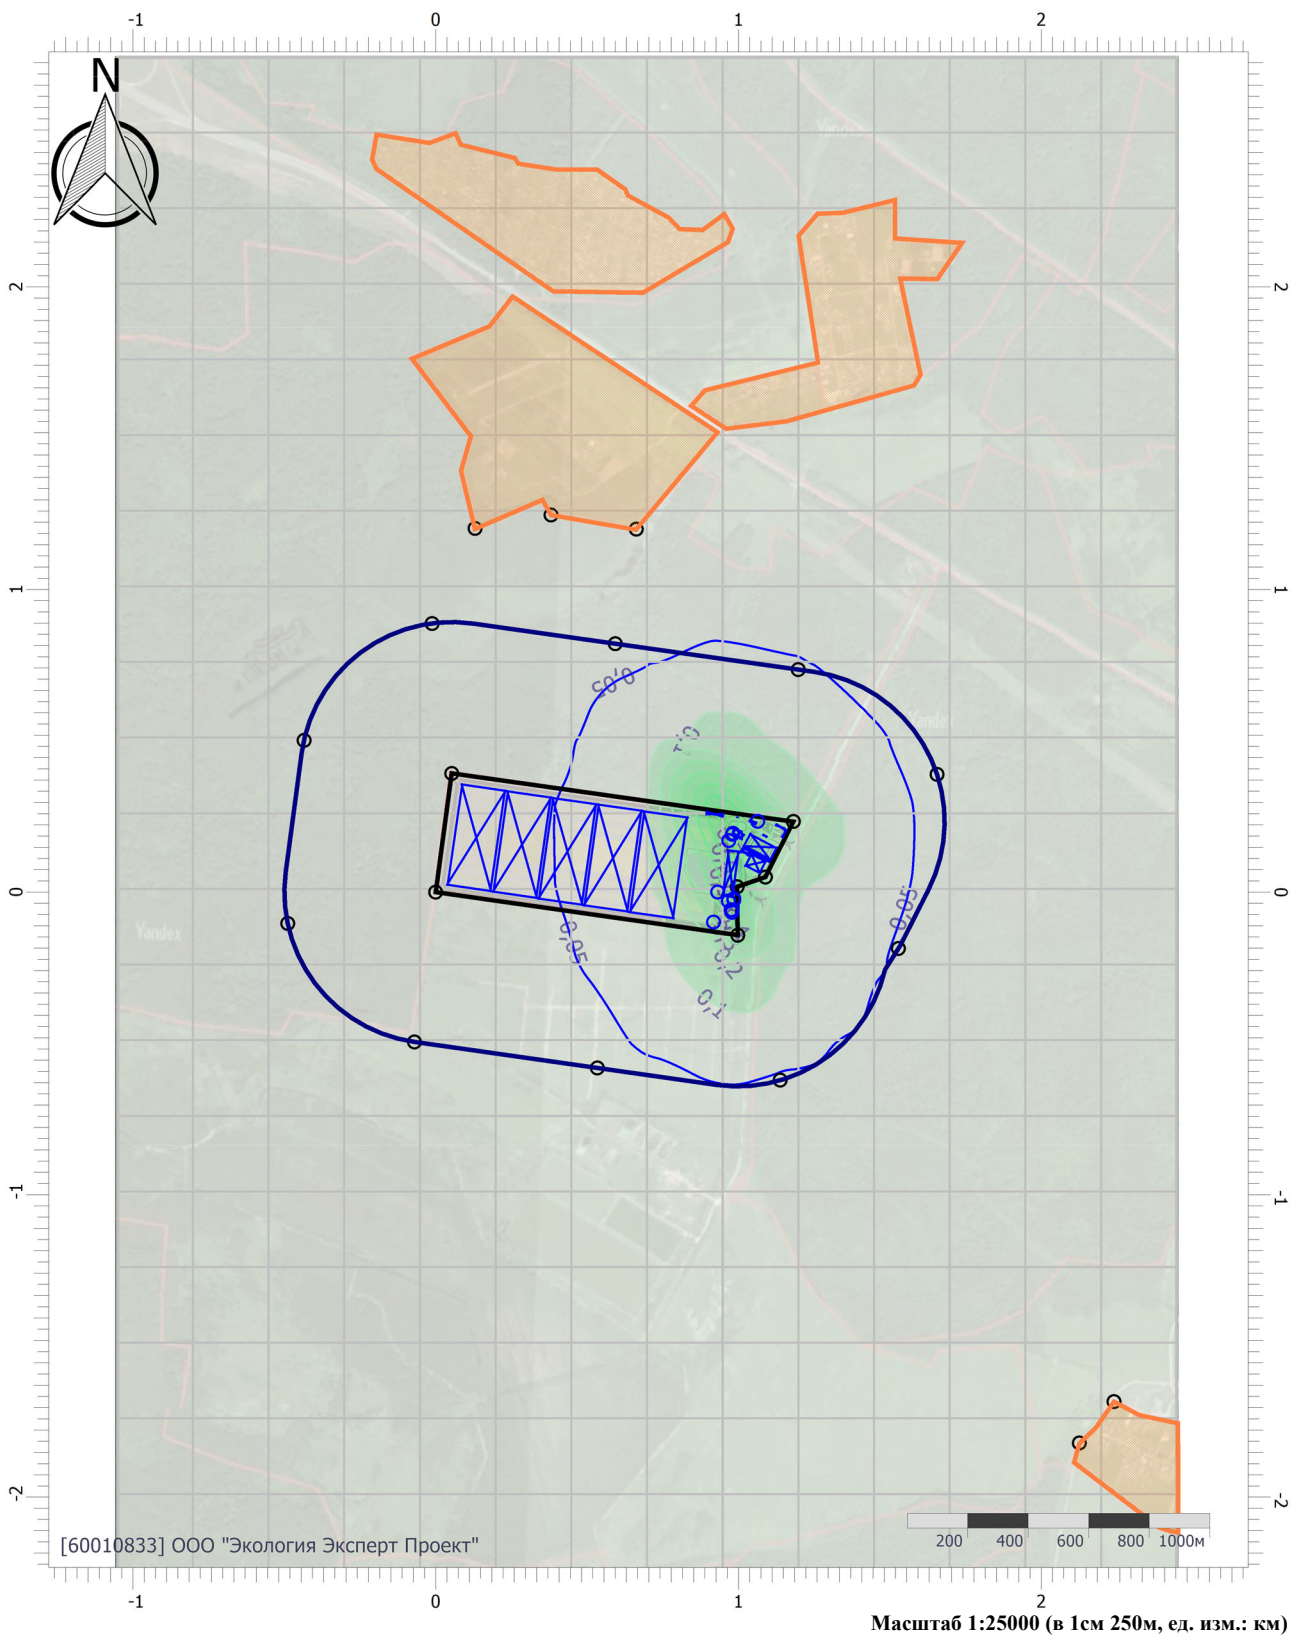 -1 0 1 2
N
Yandex
2 2
1 1
0,05
0,1
Yandex
0 0
0,05
Yandex
0,05
0,2
0,1
-1 -1
-2 -2
200 400 600 800 1000м
[60010833] ООО "Экология Эксперт Проект"
-1 0 1 2
Масштаб 1:25000 (в 1см 250м, ед. изм.: км)